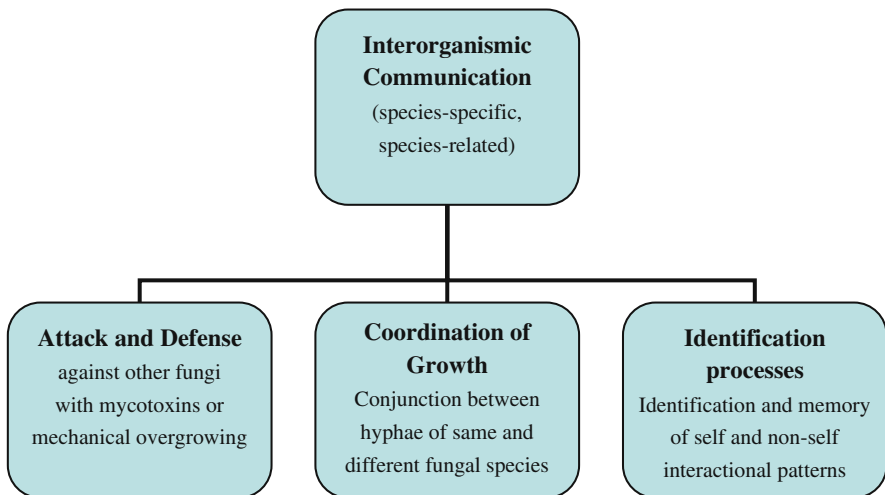 Interorganismic
Communication
(species-specific,
species-related)
Attack and Defense
against other fungi
with mycotoxins or
mechanical overgrowing
Coordination of
Growth
Conjunction between
hyphae of same and
different fungal species
Identification
processes
Identification and memory
of self and non-self
interactional patterns